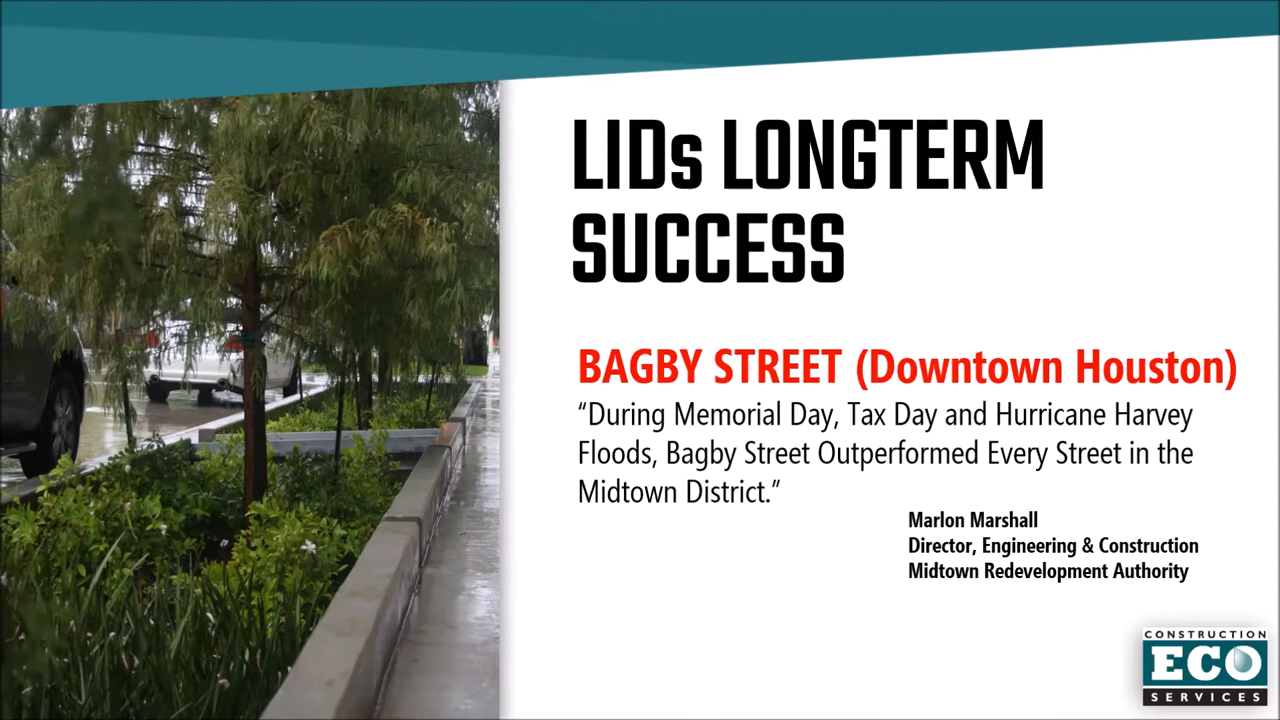 LIDs LONGTERM
SUCCESS
BAGBY STREET (Downtown Houston)
“During Memorial Day, Tax Day and Hurricane Harvey
Floods, Bagby Street Outperformed Every Street in the
Midtown District.”
Marlon Marshall
Director, Engineering & Construction
Midtown Redevelopment Authority
CONSTRUCTION
ECO
SERVICES